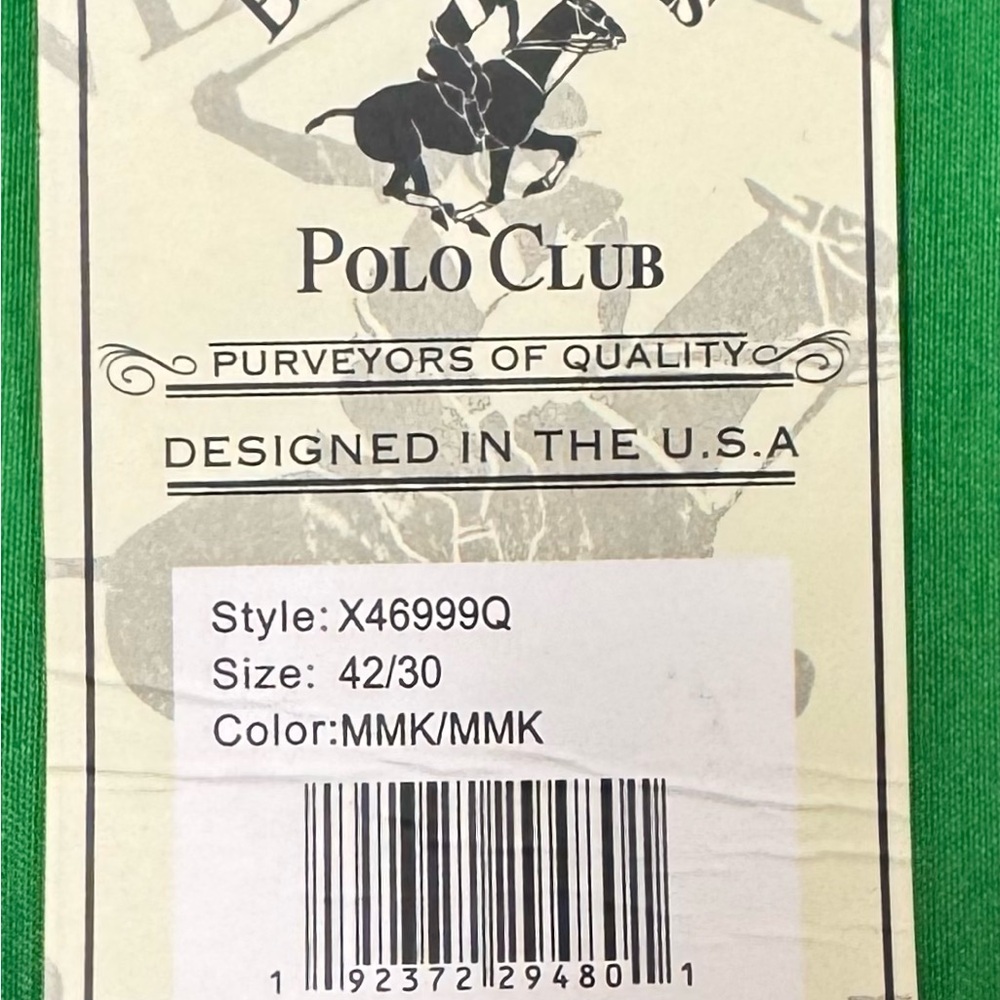 POLO CLUB
PURVEYORS OF QUALITY
DESIGNED IN THE U.S.A
Style: X46999Q
Size: 42/30
Color:MMK/MMK
1 92372 29480 1